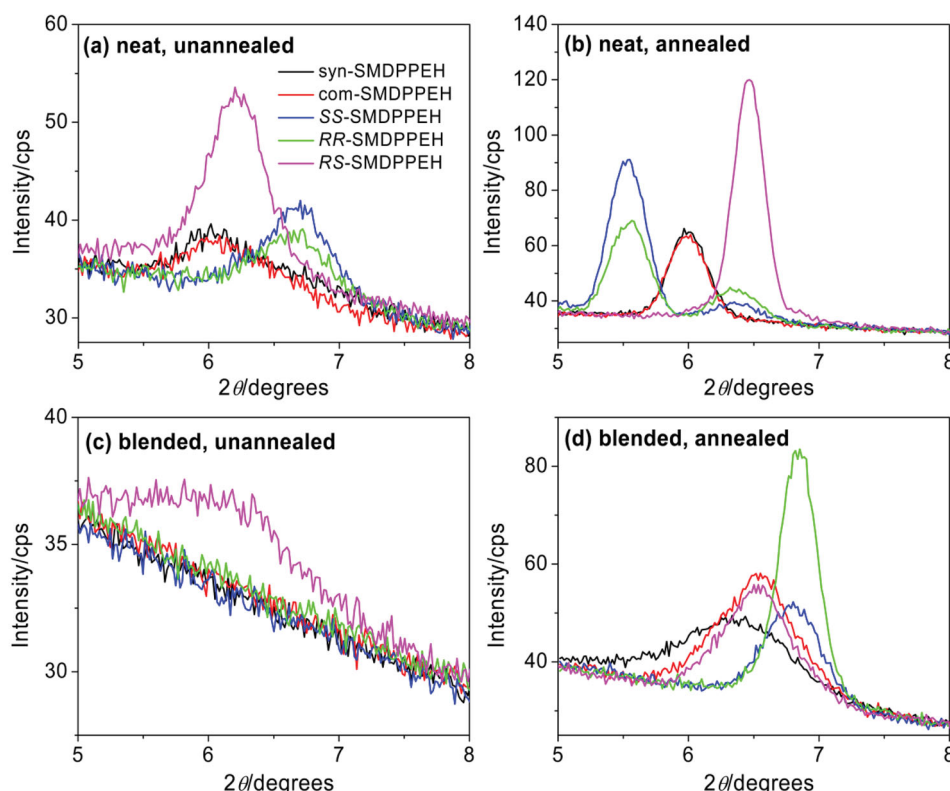 (a) neat, unannealed
syn-SMDPPEH
com-SMDPPEH
SS-SMDPPEH
RR-SMDPPEH
RS-SMDPPEH
60
50
40
30
Intensity/cps
5 6 7 8
2θ/degrees
(b) neat, annealed
140
120
100
80
60
40
Intensity/cps
5 6 7 8
2θ/degrees
(c) blended, unannealed
40
35
30
Intensity/cps
5 6 7 8
2θ/degrees
(d) blended, annealed
80
60
40
Intensity/cps
5 6 7 8
2θ/degrees